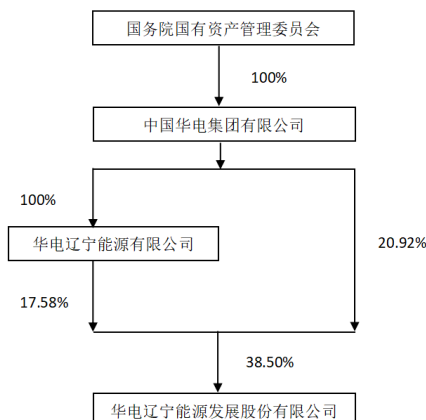 国务院国有资产管理委员会
100%
中国华电集团有限公司
100%
华电辽宁能源有限公司
20.92%
17.58%
38.50%
华电辽宁能源发展股份有限公司